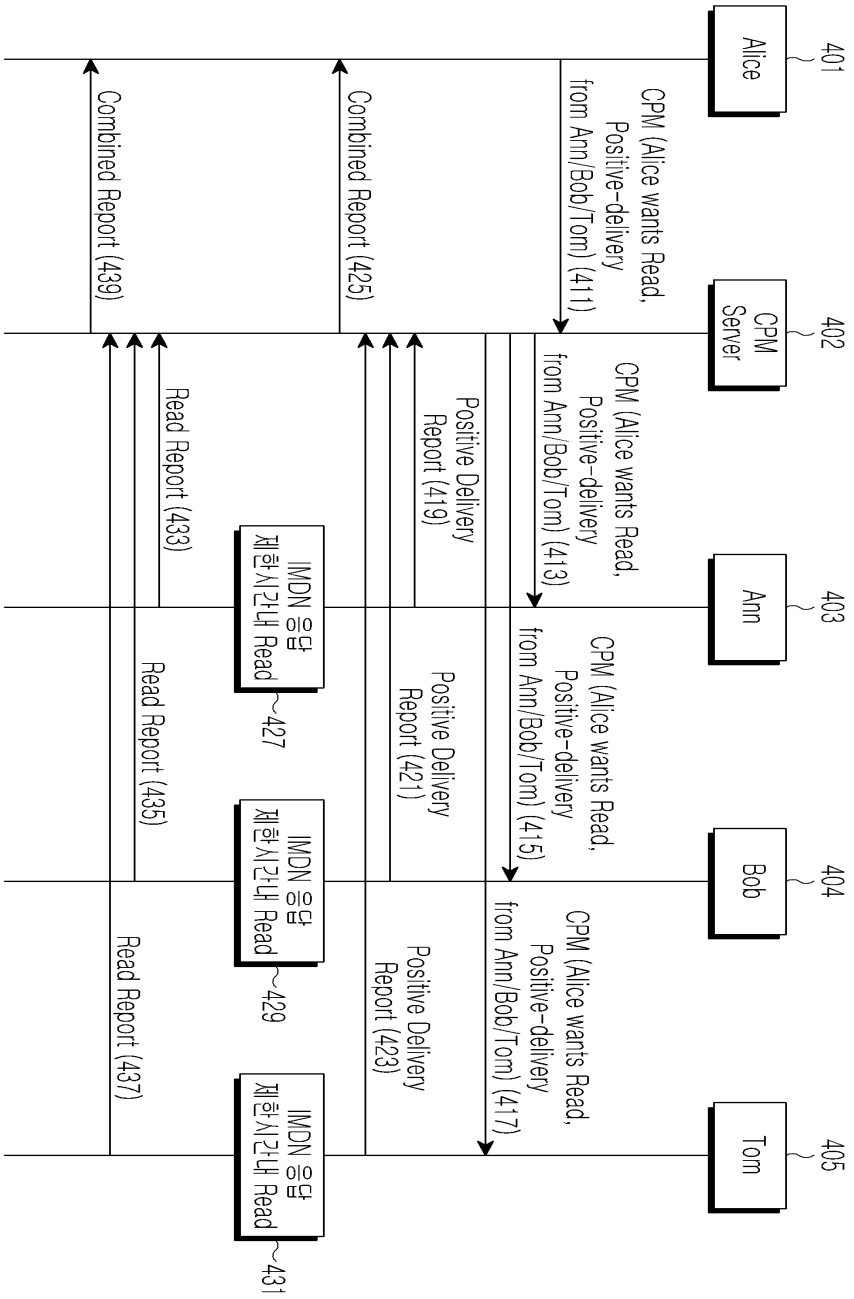 401
402
403
404
405
Alice
CPM
Server
Ann
Bob
Tom
CPM (Alice wants Read,
Positive-delivery
from Ann/Bob/Tom) (411)
CPM (Alice wants Read,
Positive-delivery
from Ann/Bob/Tom) (413)
CPM (Alice wants Read,
Positive-delivery
from Ann/Bob/Tom) (415)
CPM (Alice wants Read,
Positive-delivery
from Ann/Bob/Tom) (417)
Positive Delivery
Report (419)
Positive Delivery
Report (421)
Positive Delivery
Report (423)
Combined Report (425)
IMDN 응답
제한시간내 Read
427
IMDN 응답
제한시간내 Read
429
IMDN 응답
제한시간내 Read
431
Read Report (433)
Read Report (435)
Read Report (437)
Combined Report (439)